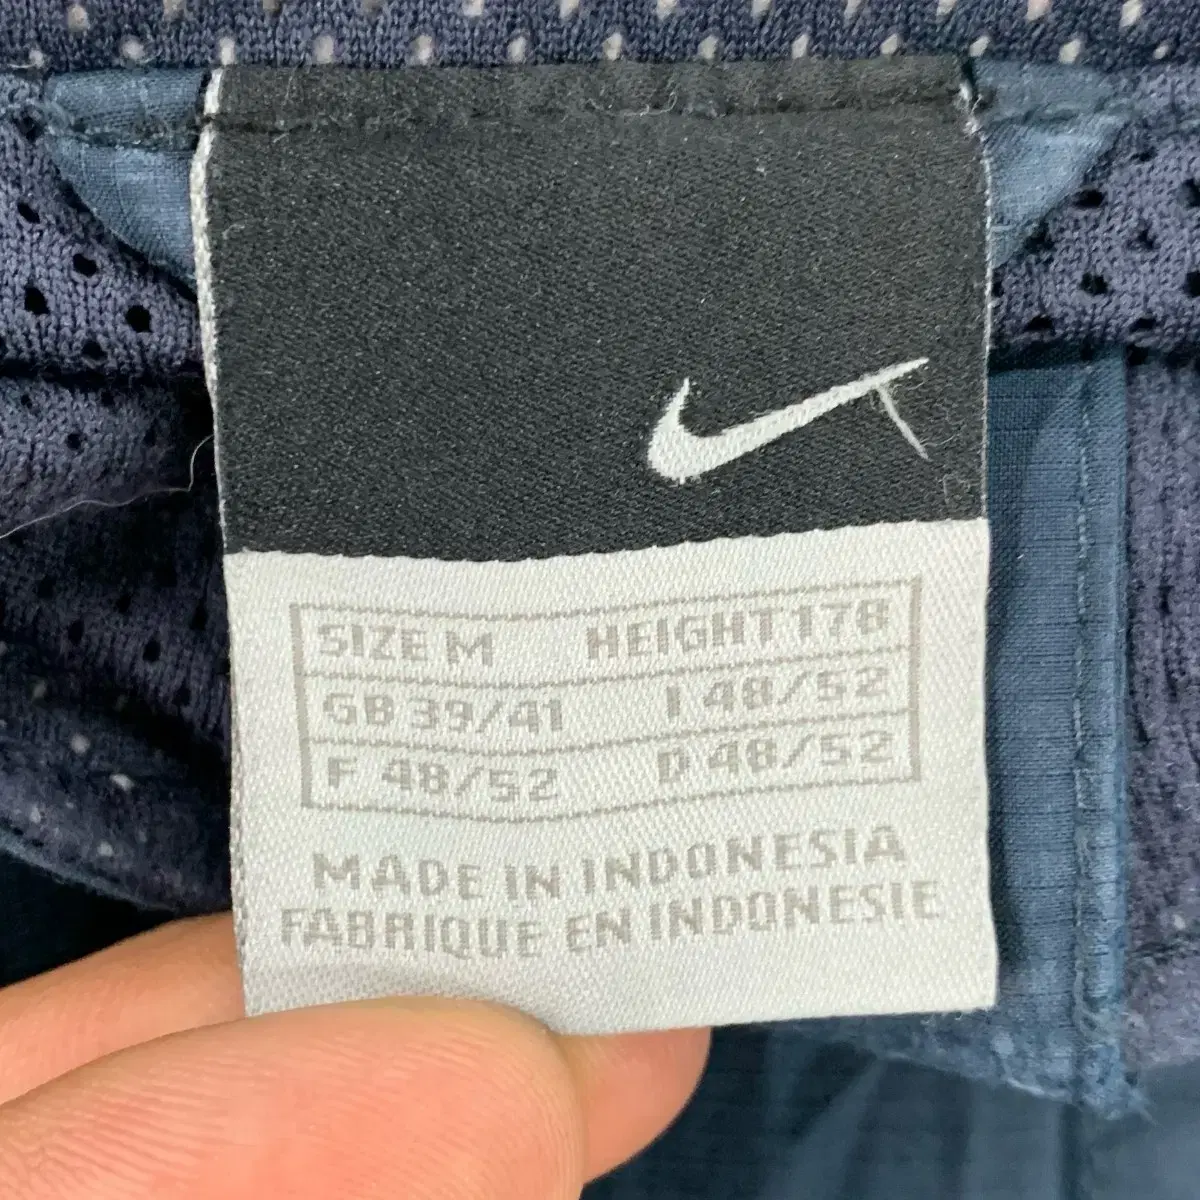 SIZE M HEIGHT 178
GB 39/41 I 48/52
F 48/52 D 48/52
MADE IN INDONESIA
FABRIQUE EN INDONESIE